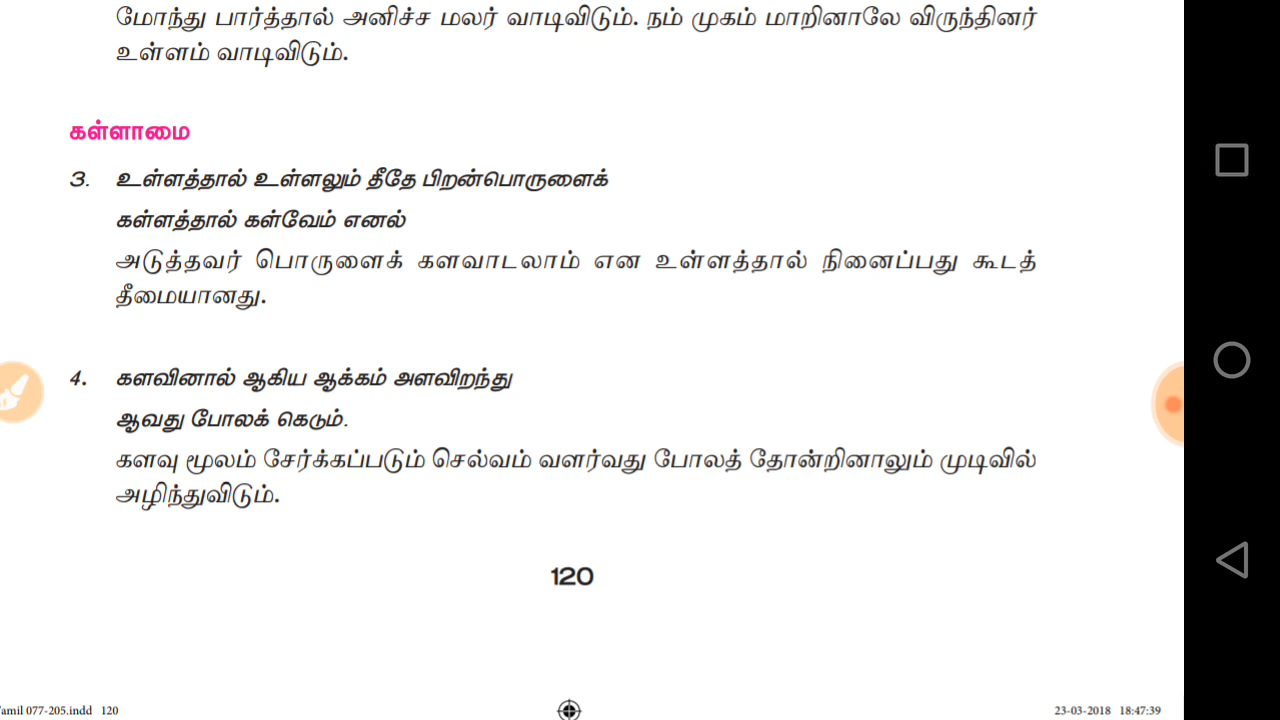 மோந்து பார்த்தால் அனிச்ச மலர் வாடிவிடும். நம் முகம் மாறினாலே விருந்தினர்
உள்ளம் வாடிவிடும்.
கள்ளாமை
3. உள்ளத்தால் உள்ளலும் தீதே பிறன்பொருளைக்
கள்ளத்தால் கள்வேம் எனல்
அடுத்தவர் பொருளைக் களவாடலாம் என உள்ளத்தால் நினைப்பது கூடத்
தீமையானது.
4. களவினால் ஆகிய ஆக்கம் அளவிறந்து
ஆவது போலக் கெடும்.
களவு மூலம் சேர்க்கப்படும் செல்வம் வளர்வது போலத் தோன்றினாலும் முடிவில்
அழிந்துவிடும்.
120
amil 077-205.indd 120
23-03-2018 18:47:39